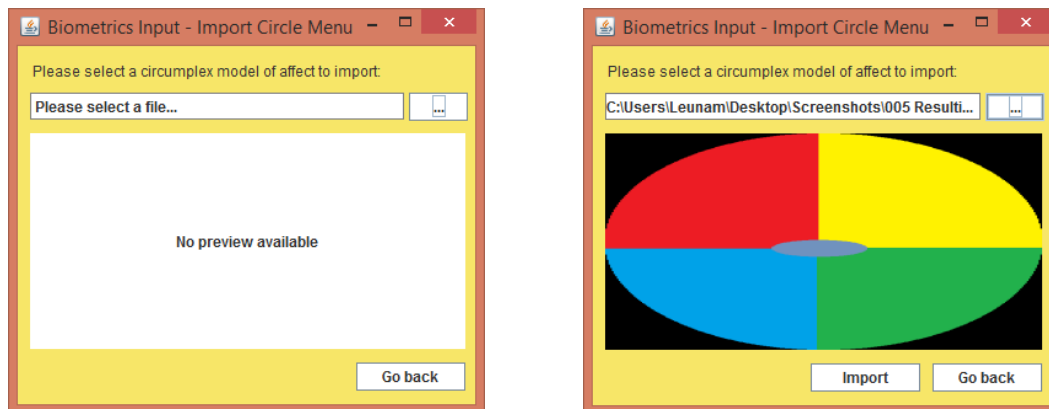 Biometrics Input - Import Circle Menu
Please select a circumplex model of affect to import:
Please select a file...
...
No preview available
Go back
Biometrics Input - Import Circle Menu
Please select a circumplex model of affect to import:
C:\Users\Leunam\Desktop\Screenshots\005 Resulti...
...
Import
Go back